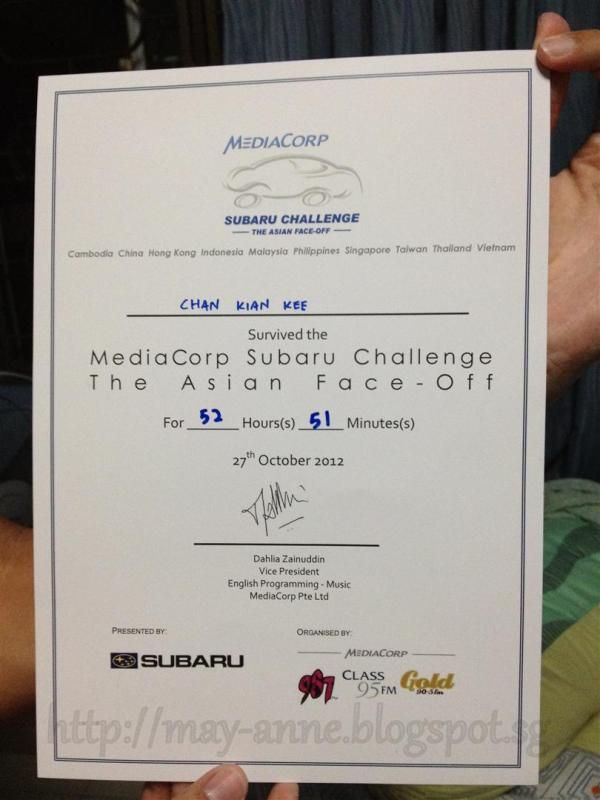 MEDIACORP
SUBARU CHALLENGE
THE ASIAN FACE-OFF
Cambodia China Hong Kong Indonesia Malaysia Philippines Singapore Taiwan Thailand Vietnam
CHAN KIAN KEE
Survived the
MediaCorp Subaru Challenge
The Asian Face-Off
For 52 Hours(s) 51 Minutes(s)
27th October 2012
Dahlia Zainuddin
Vice President
English Programming - Music
MediaCorp Pte Ltd
PRESENTED BY:
SUBARU
ORGANISED BY:
MEDIACORP
987
CLASS
95FM
Gold
90·5fm
http://may-anne.blogspot.sg